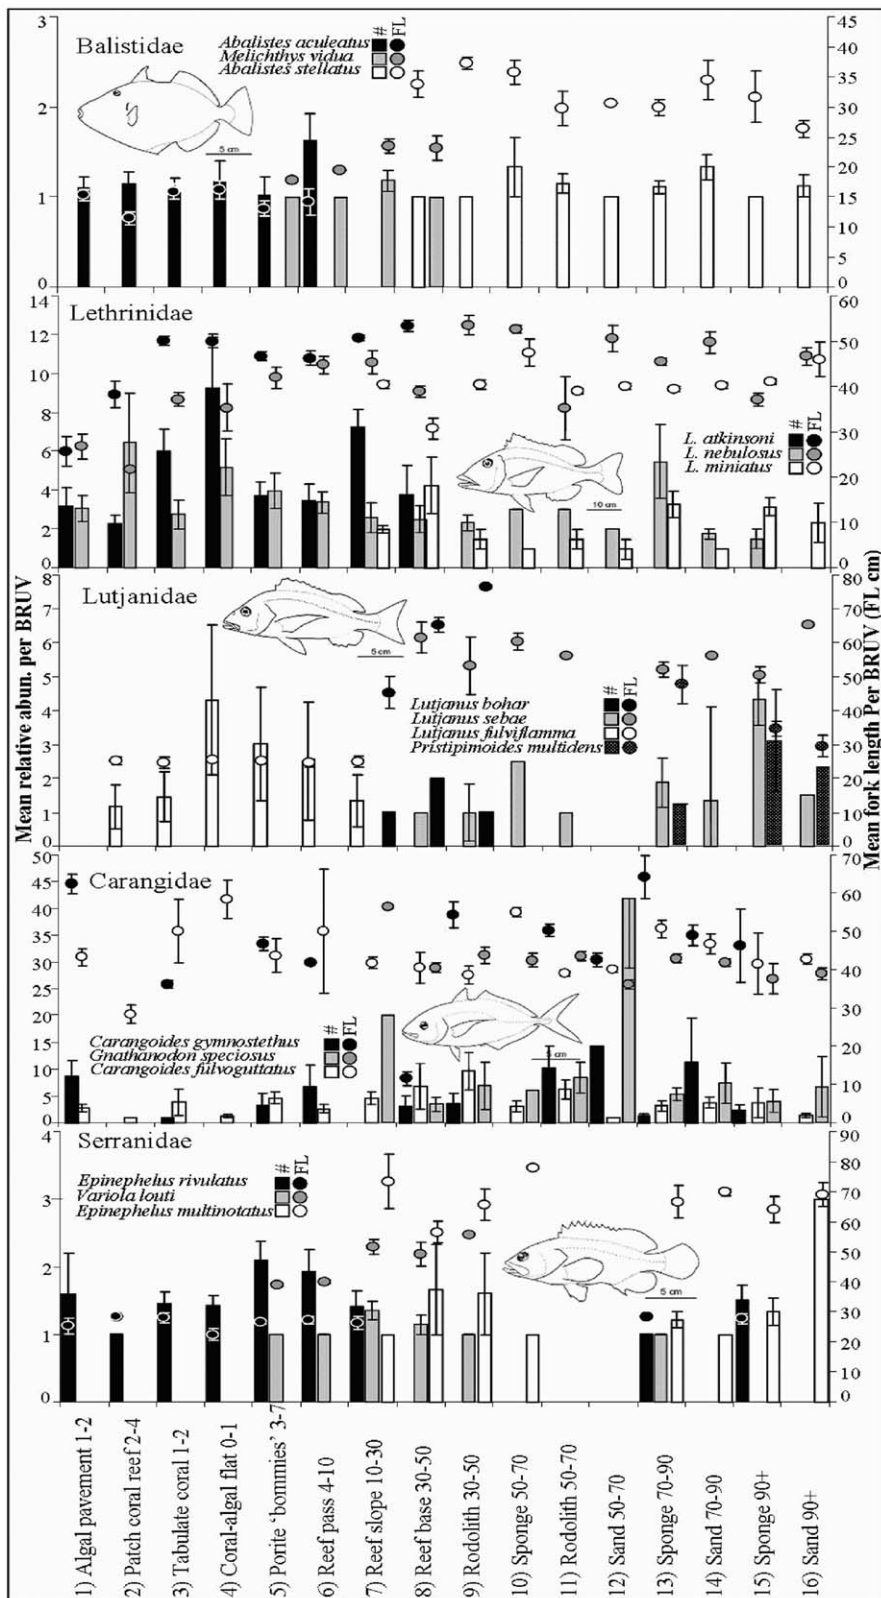 3
2
1
0
Balistidae
# FL
Abalistes aculeatus
Melichthys vidua
Abalistes stellatus
5 cm
45
40
35
30
25
20
15
10
5
0
14
12
10
8
6
4
2
0
Lethrinidae
# FL
L. atkinsoni
L. nebulosus
L. miniatus
10 cm
60
50
40
30
20
10
0
8
7
6
5
4
3
2
1
0
Lutjanidae
5 cm
# FL
Lutjanus bohar
Lutjanus sebae
Lutjanus fulviflamma
Pristipimoides multidens
80
70
60
50
40
30
20
10
0
Mean relative abun. per BRUV
Mean fork length Per BRUV (FL cm)
50
45
40
35
30
25
20
15
10
5
0
Carangidae
# FL
Carangoides gymnostethus
Gnathanodon speciosus
Carangoides fulvoguttatus
5 cm
70
60
50
40
30
20
10
0
4
3
2
1
0
Serranidae
# FL
Epinephelus rivulatus
Variola louti
Epinephelus multinotatus
5 cm
90
80
70
60
50
40
30
20
10
0
1) Algal pavement 1-2
2) Patch coral reef 2-4
3) Tabulate coral 1-2
4) Coral-algal flat 0-1
5) Porite ‘bommies’ 3-7
6) Reef pass 4-10
7) Reef slope 10-30
8) Reef base 30-50
9) Rodolith 30-50
10) Sponge 50-70
11) Rodolith 50-70
12) Sand 50-70
13) Sponge 70-90
14) Sand 70-90
15) Sponge 90+
16) Sand 90+